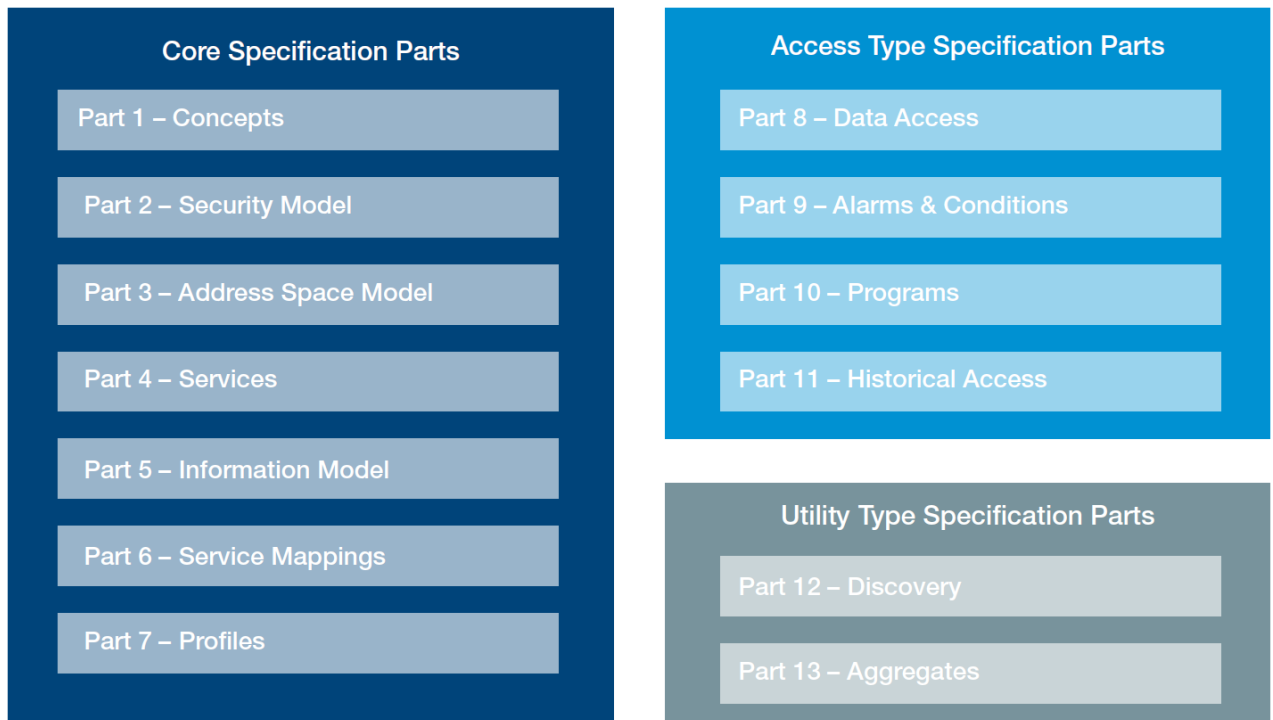 Core Specification Parts
Part 1 – Concepts
Part 2 – Security Model
Part 3 – Address Space Model
Part 4 – Services
Part 5 – Information Model
Part 6 – Service Mappings
Part 7 – Profiles
Access Type Specification Parts
Part 8 – Data Access
Part 9 – Alarms & Conditions
Part 10 – Programs
Part 11 – Historical Access
Utility Type Specification Parts
Part 12 – Discovery
Part 13 – Aggregates